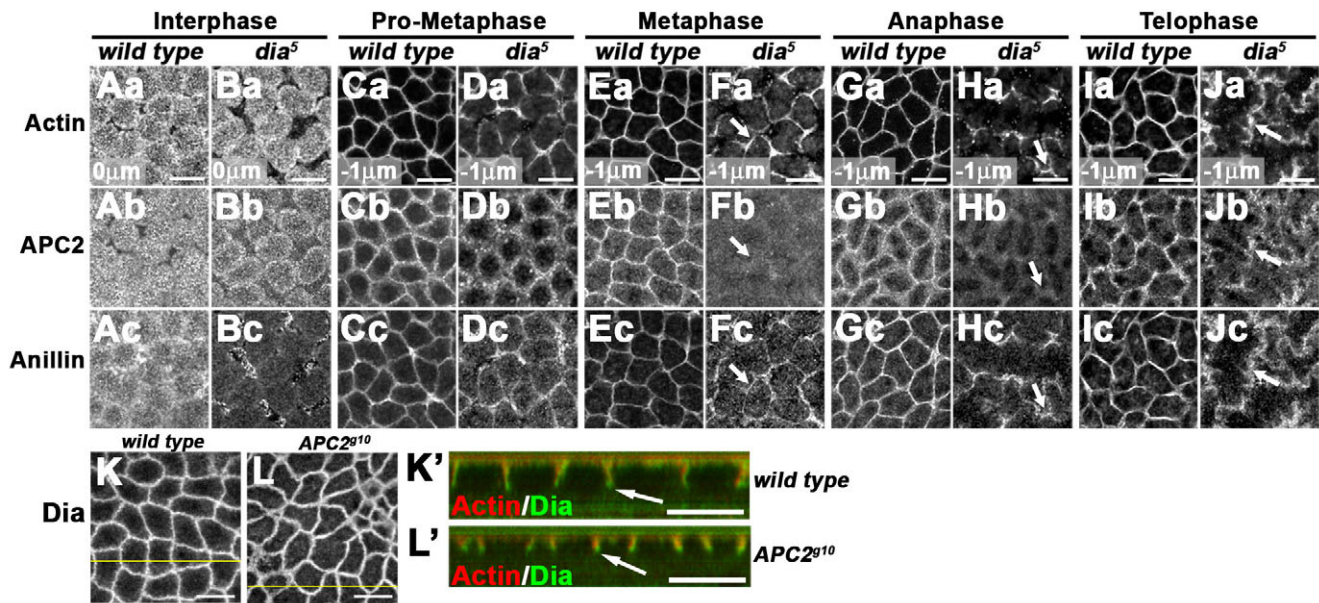 Interphase Pro-Metaphase Metaphase Anaphase Telophase
wild type dia⁵ wild type dia⁵ wild type dia⁵ wild type dia⁵ wild type dia⁵
Aa Ba Ca Da Ea Fa Ga Ha Ia Ja
Actin
0µm 0µm -1µm -1µm -1µm -1µm -1µm -1µm -1µm -1µm
Ab Bb Cb Db Eb Fb Gb Hb Ib Jb
APC2
Ac Bc Cc Dc Ec Fc Gc Hc Ic Jc
Anillin
wild type APC2ᵍ¹⁰
K L K’ wild type
Actin/Dia
Dia
L’ APC2ᵍ¹⁰
Actin/Dia